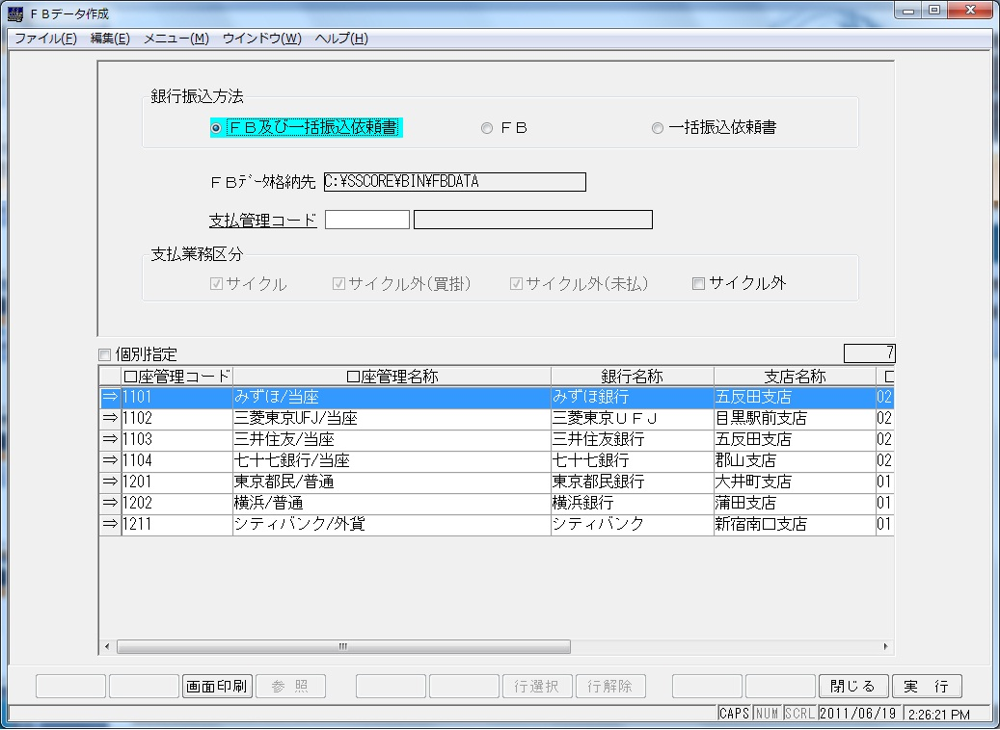 ＦＢデータ作成
ファイル(F) 編集(E) メニュー(M) ウインドウ(W) ヘルプ(H)
銀行振込方法
ＦＢ及び一括振込依頼書 ＦＢ 一括振込依頼書
ＦＢﾃﾞｰﾀ格納先 C:¥SSCORE¥BIN¥FBDATA
支払管理コード
支払業務区分
サイクル サイクル外(買掛) サイクル外(未払) サイクル外
個別指定 7
口座管理コード 口座管理名称 銀行名称 支店名称 口
⇒ 1101 みずほ/当座 みずほ銀行 五反田支店 02
⇒ 1102 三菱東京UFJ/当座 三菱東京ＵＦＪ 目黒駅前支店 02
⇒ 1103 三井住友/当座 三井住友銀行 五反田支店 02
⇒ 1104 七十七銀行/当座 七十七銀行 郡山支店 02
⇒ 1201 東京都民/普通 東京都民銀行 大井町支店 01
⇒ 1202 横浜/普通 横浜銀行 蒲田支店 01
⇒ 1211 シティバンク/外貨 シティバンク 新宿南口支店 01
画面印刷 参 照 行選択 行解除 閉じる 実 行
CAPS NUM SCRL 2011/06/19 2:26:21 PM